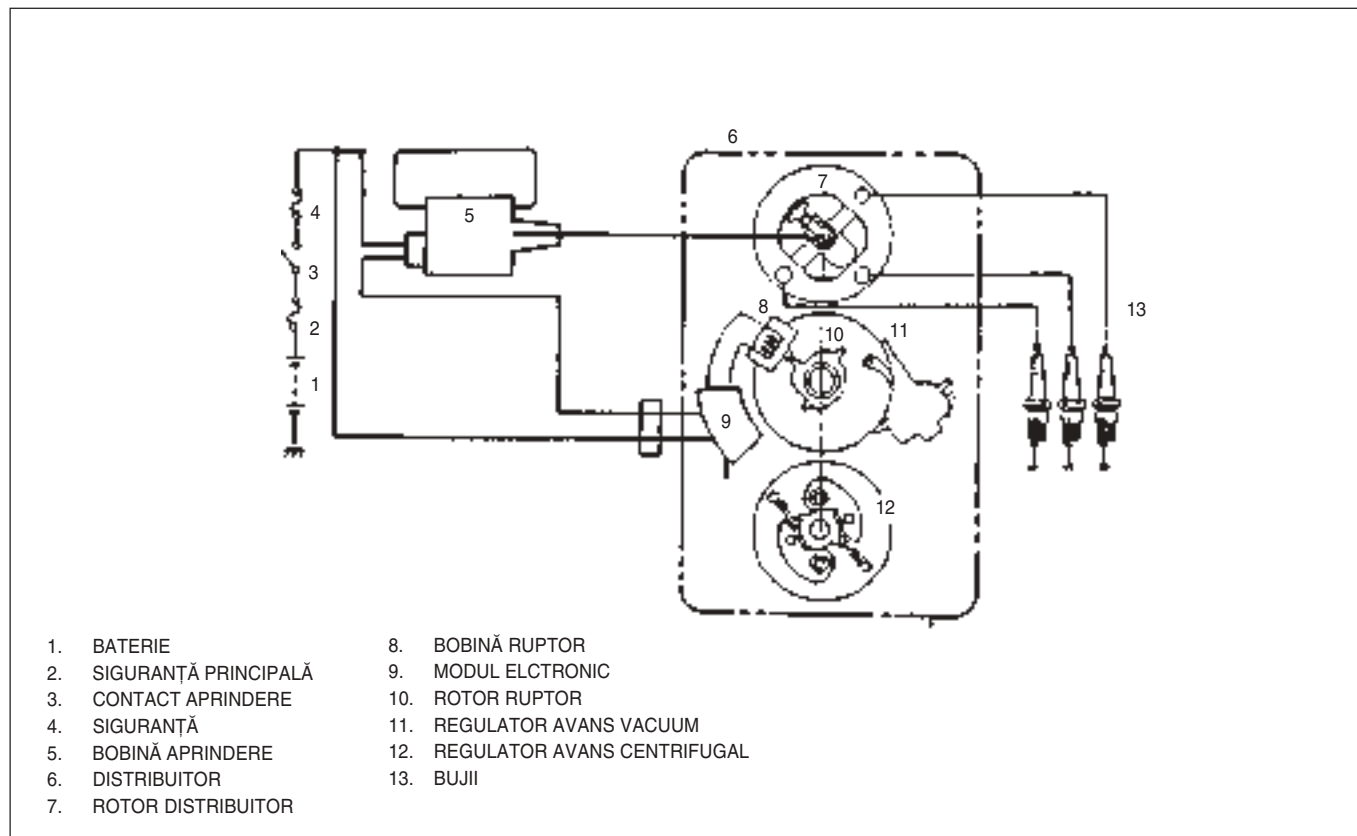 6
7
5
4
3
8
13
2
11
10
1
9
12
1. BATERIE
2. SIGURANȚĂ PRINCIPALĂ
3. CONTACT APRINDERE
4. SIGURANȚĂ
5. BOBINĂ APRINDERE
6. DISTRIBUITOR
7. ROTOR DISTRIBUITOR
8. BOBINĂ RUPTOR
9. MODUL ELCTRONIC
10. ROTOR RUPTOR
11. REGULATOR AVANS VACUUM
12. REGULATOR AVANS CENTRIFUGAL
13. BUJII